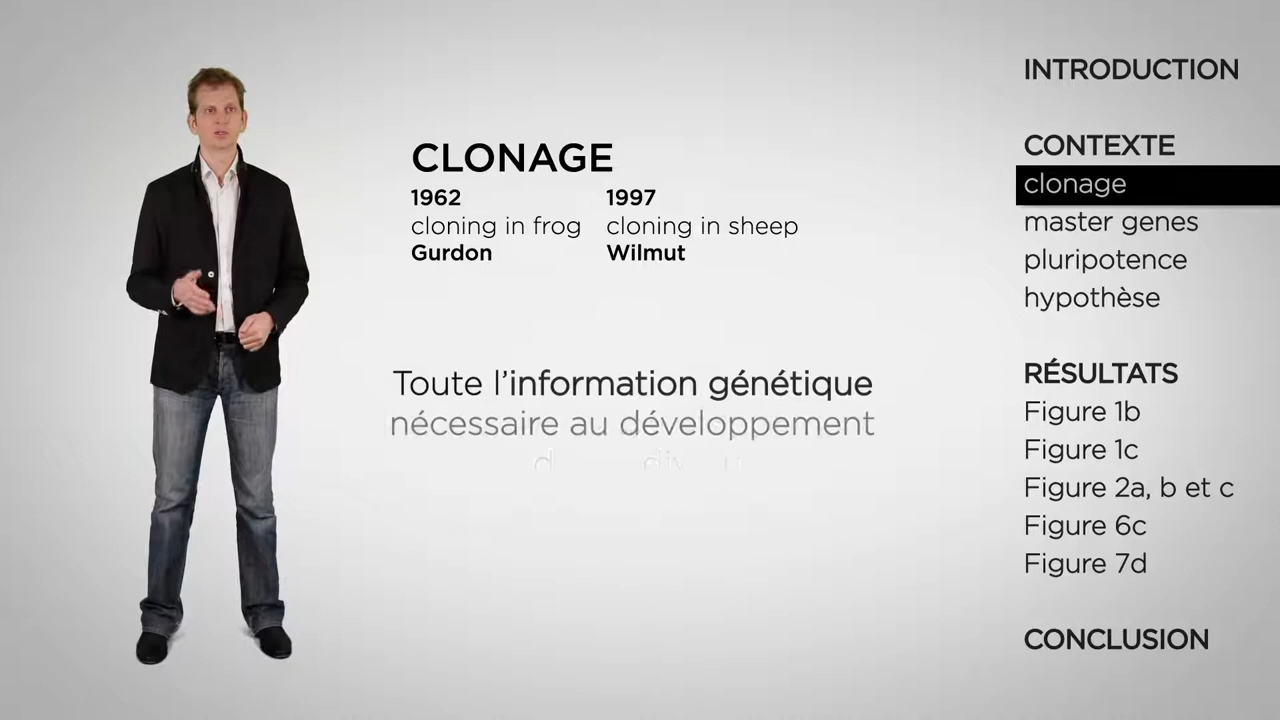 CLONAGE
1962
cloning in frog
Gurdon
1997
cloning in sheep
Wilmut
Toute l'information génétique
nécessaire au développement
INTRODUCTION
CONTEXTE
clonage
master genes
pluripotence
hypothèse
RÉSULTATS
Figure 1b
Figure 1c
Figure 2a, b et c
Figure 6c
Figure 7d
CONCLUSION